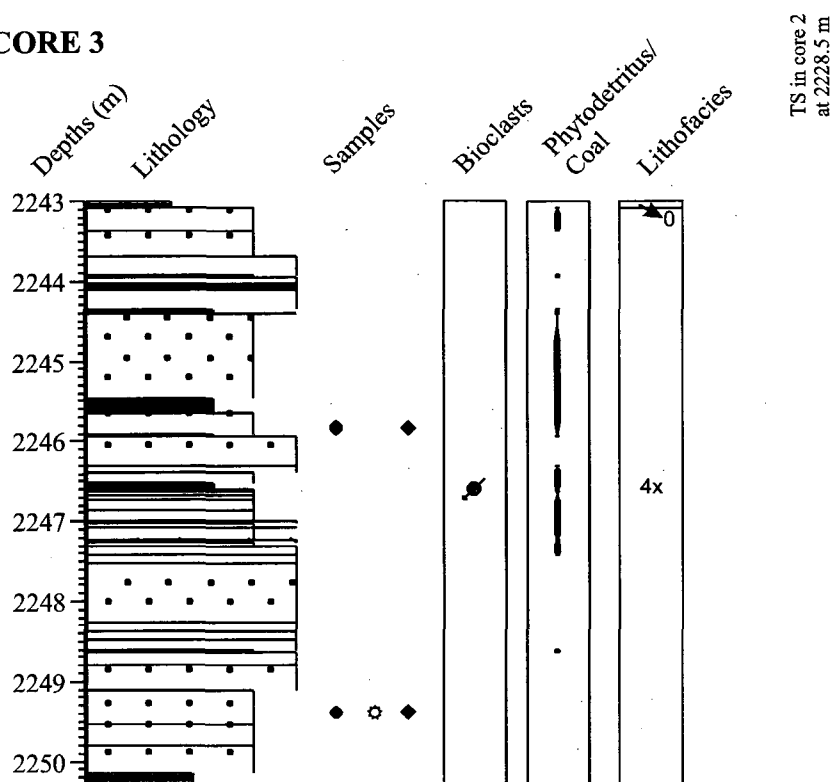 CORE 3
TS in core 2
at 2228.5 m
Depths (m)
Lithology
Samples
Bioclasts
Phytodetritus/
Coal
Lithofacies
2243
0
2244
2245
2246
4x
2247
2248
2249
2250